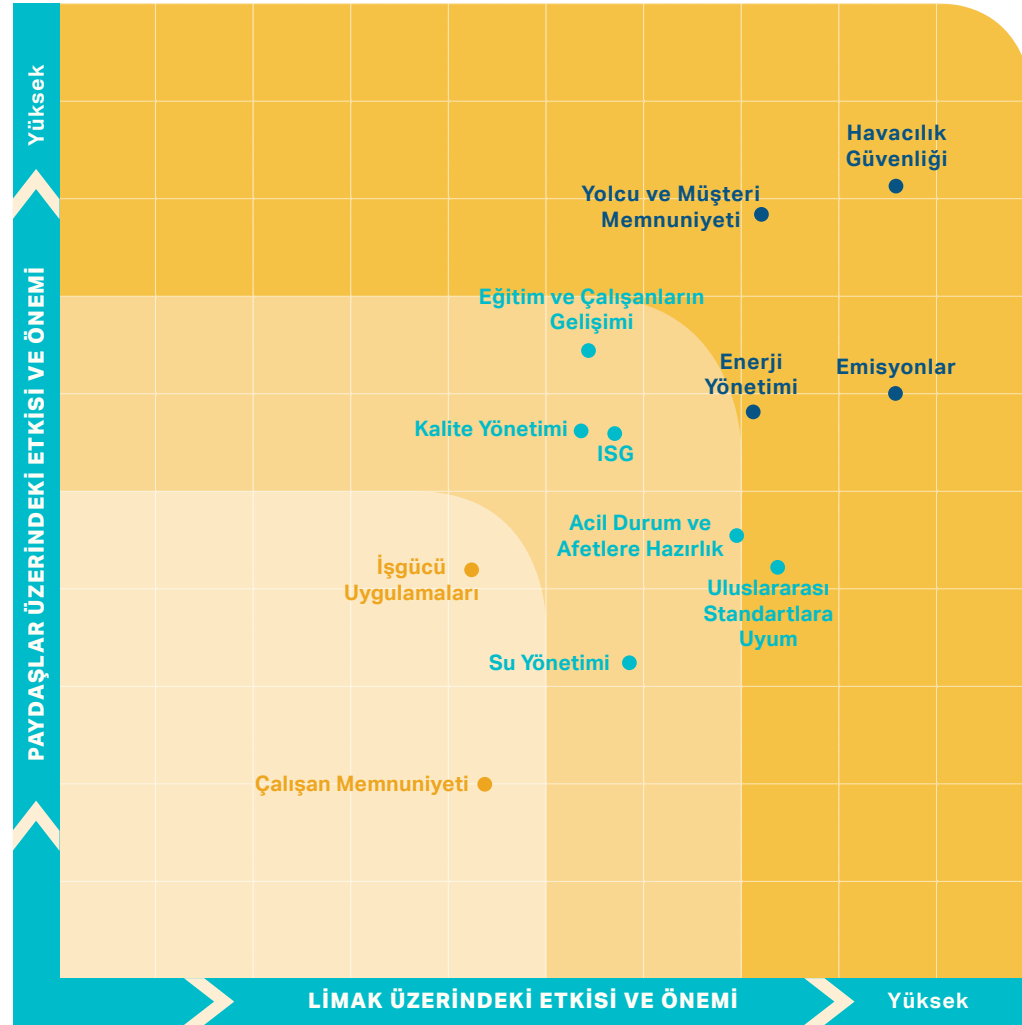 Yüksek
PAYDAŞLAR ÜZERİNDEKİ ETKİSİ VE ÖNEMİ
Havacılık
Güvenliği
Yolcu ve Müşteri
Memnuniyeti
Eğitim ve Çalışanların
Gelişimi
Enerji
Yönetimi
Emisyonlar
Kalite Yönetimi
ISG
Acil Durum ve
Afetlere Hazırlık
İşgücü
Uygulamaları
Uluslararası
Standartlara
Uyum
Su Yönetimi
Çalışan Memnuniyeti
LİMAK ÜZERİNDEKİ ETKİSİ VE ÖNEMİ
Yüksek